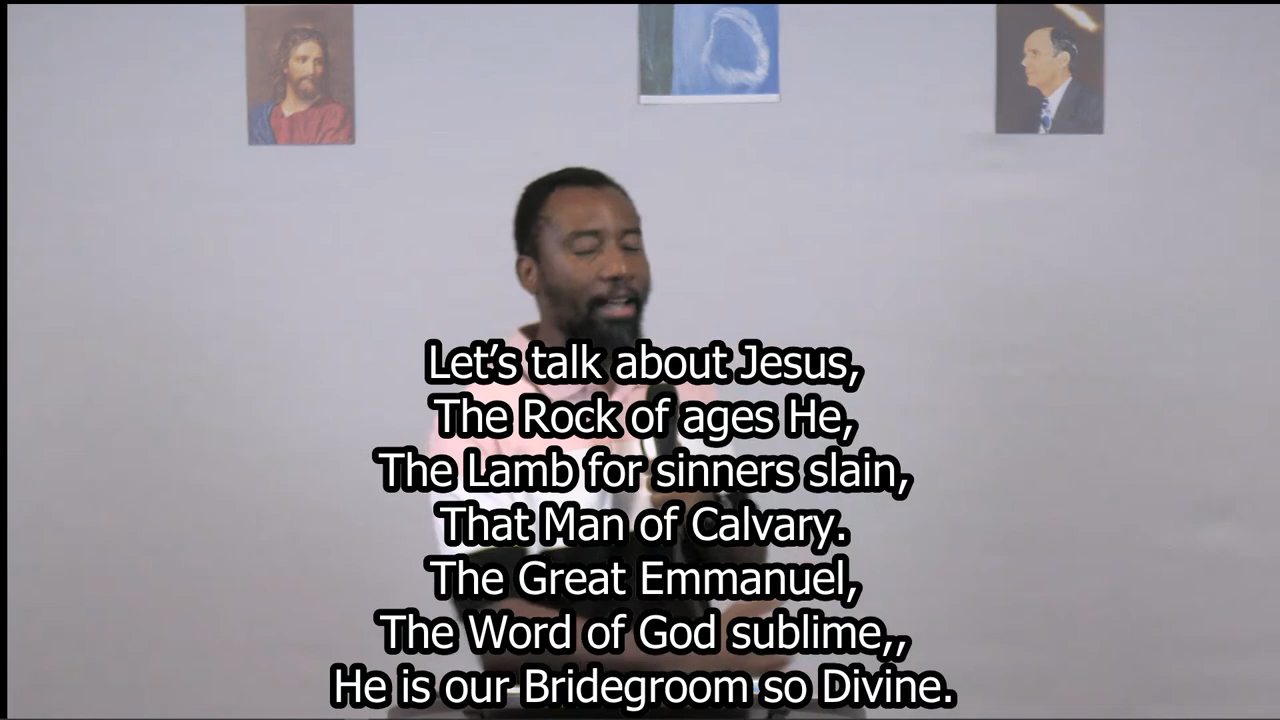 Let’s talk about Jesus,
The Rock of ages He,
The Lamb for sinners slain,
That Man of Calvary.
The Great Emmanuel,
The Word of God sublime,,
He is our Bridegroom so Divine.